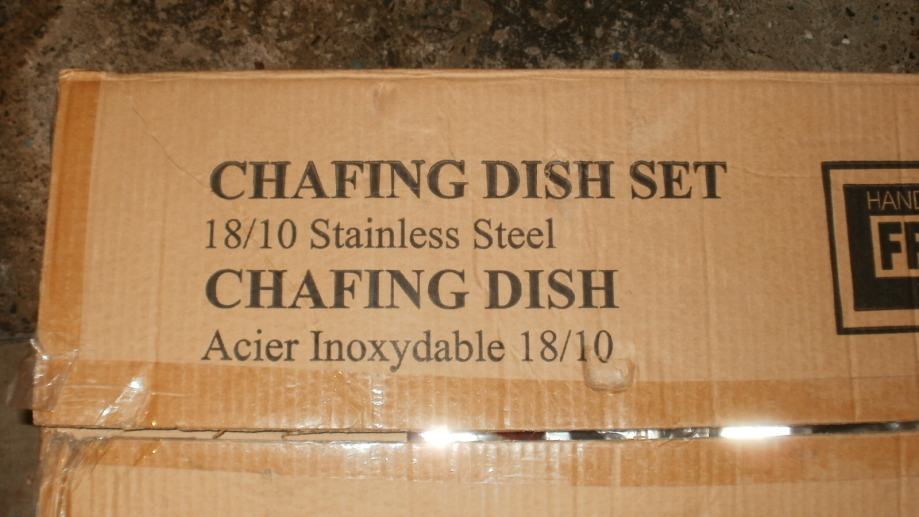 CHAFING DISH SET
18/10 Stainless Steel
CHAFING DISH
Acier Inoxydable 18/10